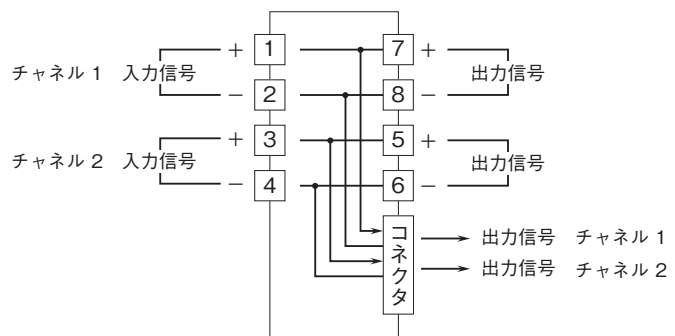 + 1 7 +
チャネル 1 入力信号 出力信号
− 2 8 −
+ 3 5 +
チャネル 2 入力信号 出力信号
− 4 6 −
コネクタ
出力信号 チャネル 1
出力信号 チャネル 2